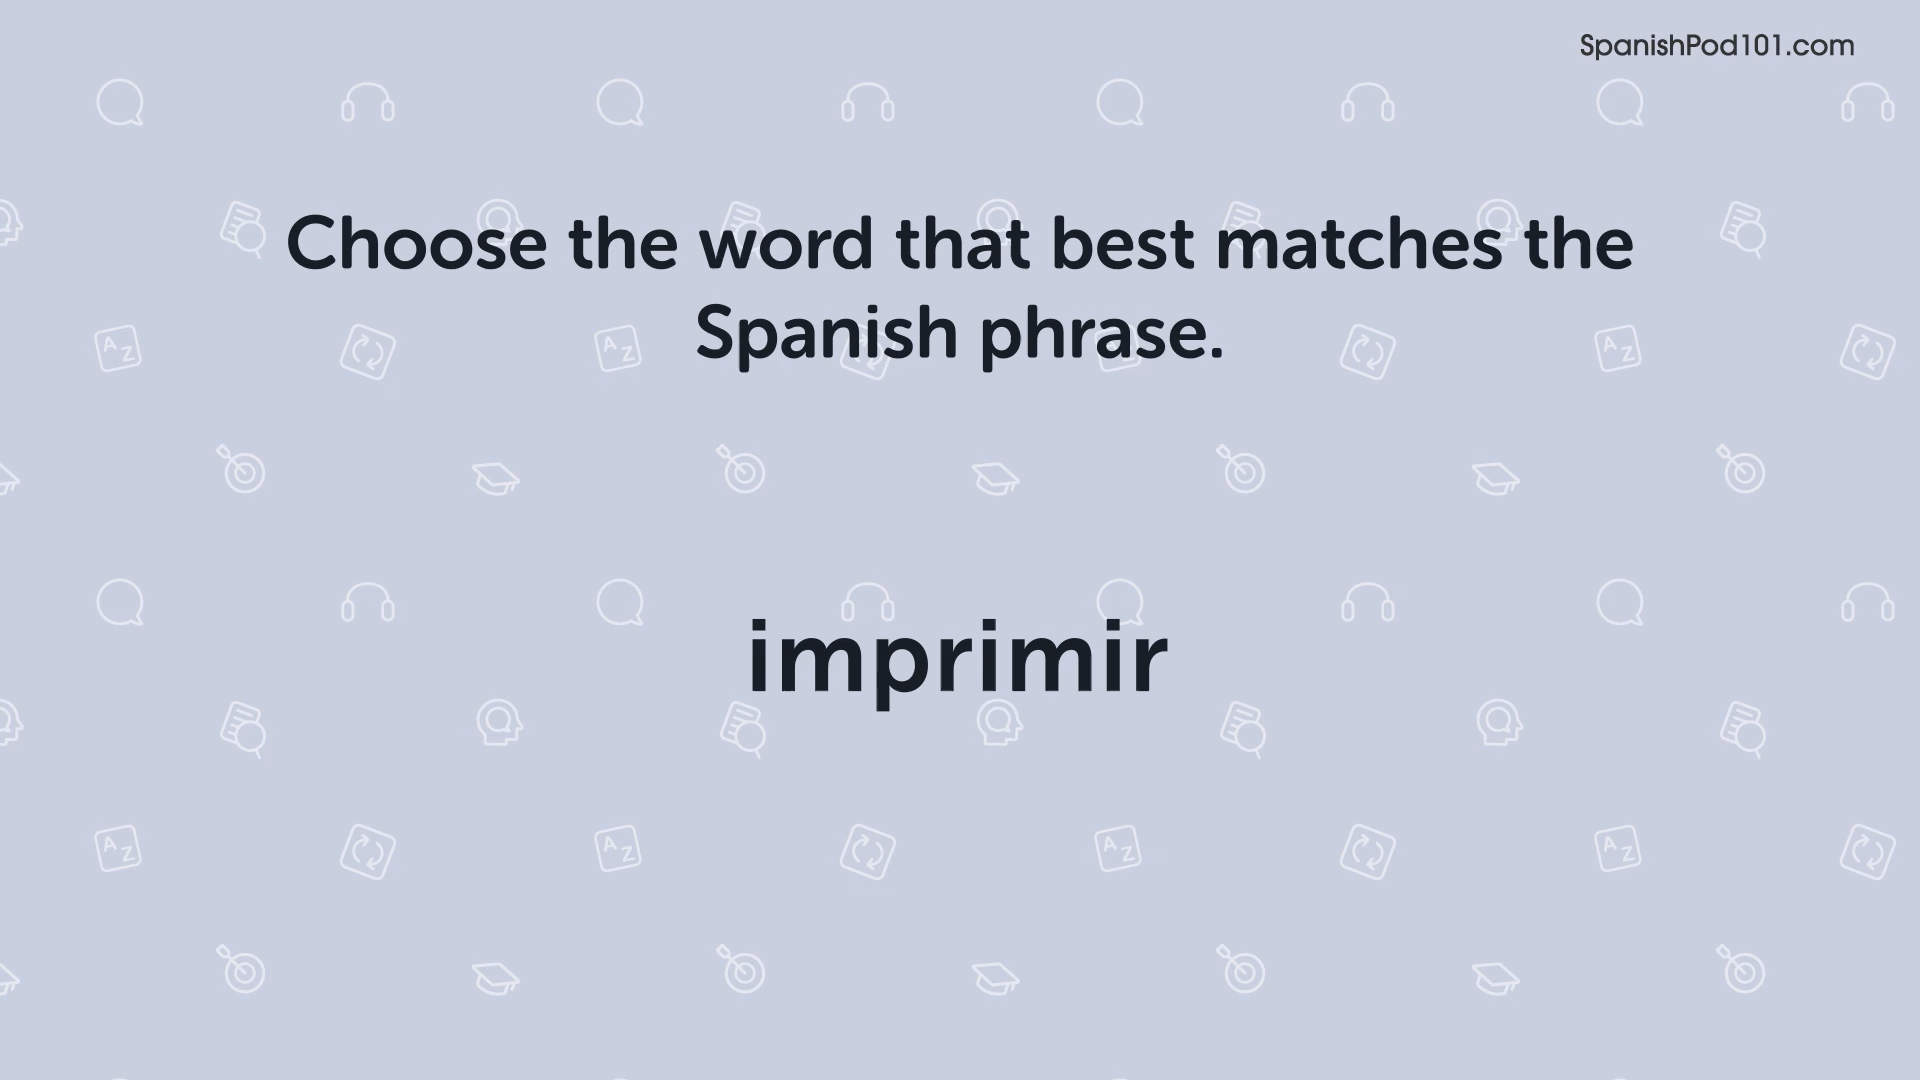 SpanishPod101.com
Choose the word that best matches the
Spanish phrase.
imprimir